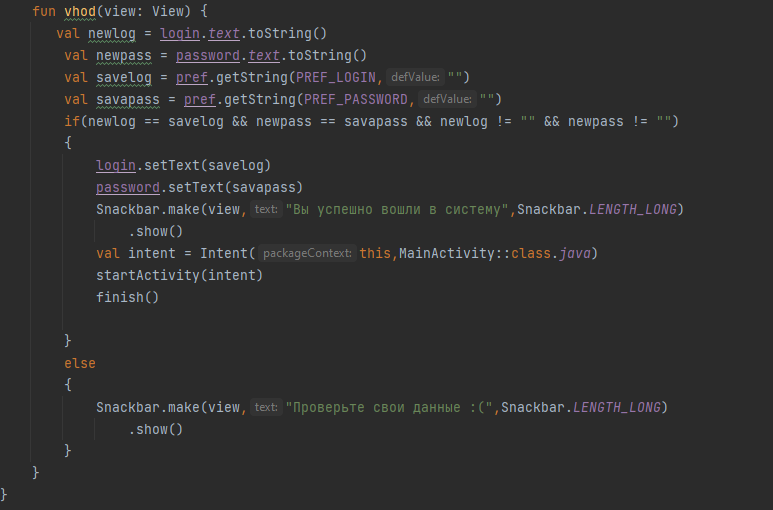 fun vhod(view: View) {
val newlog = login.text.toString()
val newpass = password.text.toString()
val savelog = pref.getString(PREF_LOGIN, defValue: "")
val savapass = pref.getString(PREF_PASSWORD, defValue: "")
if(newlog == savelog && newpass == savapass && newlog != "" && newpass != "")
{
login.setText(savelog)
password.setText(savapass)
Snackbar.make(view, text: "Вы успешно вошли в систему",Snackbar.LENGTH_LONG)
.show()
val intent = Intent( packageContext: this,MainActivity::class.java)
startActivity(intent)
finish()
}
else
{
Snackbar.make(view, text: "Проверьте свои данные :(",Snackbar.LENGTH_LONG)
.show()
}
}
}